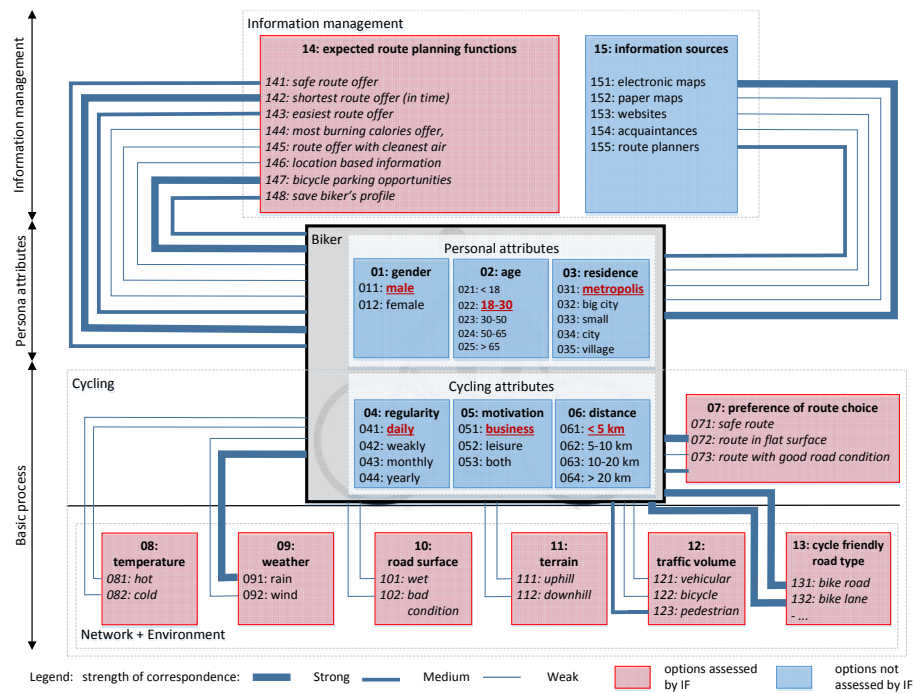 Information management
Information management
14: expected route planning functions
141: safe route offer
142: shortest route offer (in time)
143: easiest route offer
144: most burning calories offer,
145: route offer with cleanest air
146: location based information
147: bicycle parking opportunities
148: save biker's profile
15: information sources
151: electronic maps
152: paper maps
153: websites
154: acquaintances
155: route planners
Personal attributes
Biker
Personal attributes
01: gender
011: male
012: female
02: age
021: < 18
022: 18-30
023: 30-50
024: 50-65
025: > 65
03: residence
031: metropolis
032: big city
033: small
034: city
035: village
Basic process
Cycling
Cycling attributes
04: regularity
041: daily
042: weakly
043: monthly
044: yearly
05: motivation
051: business
052: leisure
053: both
06: distance
061: < 5 km
062: 5-10 km
063: 10-20 km
064: > 20 km
07: preference of route choice
071: safe route
072: route in flat surface
073: route with good road condition
08:
temperature
081: hot
082: cold
09:
weather
091: rain
092: wind
10:
road surface
101: wet
102: bad
condition
11:
terrain
111: uphill
112: downhill
12:
traffic volume
121: vehicular
122: bicycle
123: pedestrian
13: cycle friendly
road type
131: bike road
132: bike lane
- ...
Network + Environment
Legend: strength of correspondence: Strong Medium Weak
options assessed
by IF
options not
assessed by IF